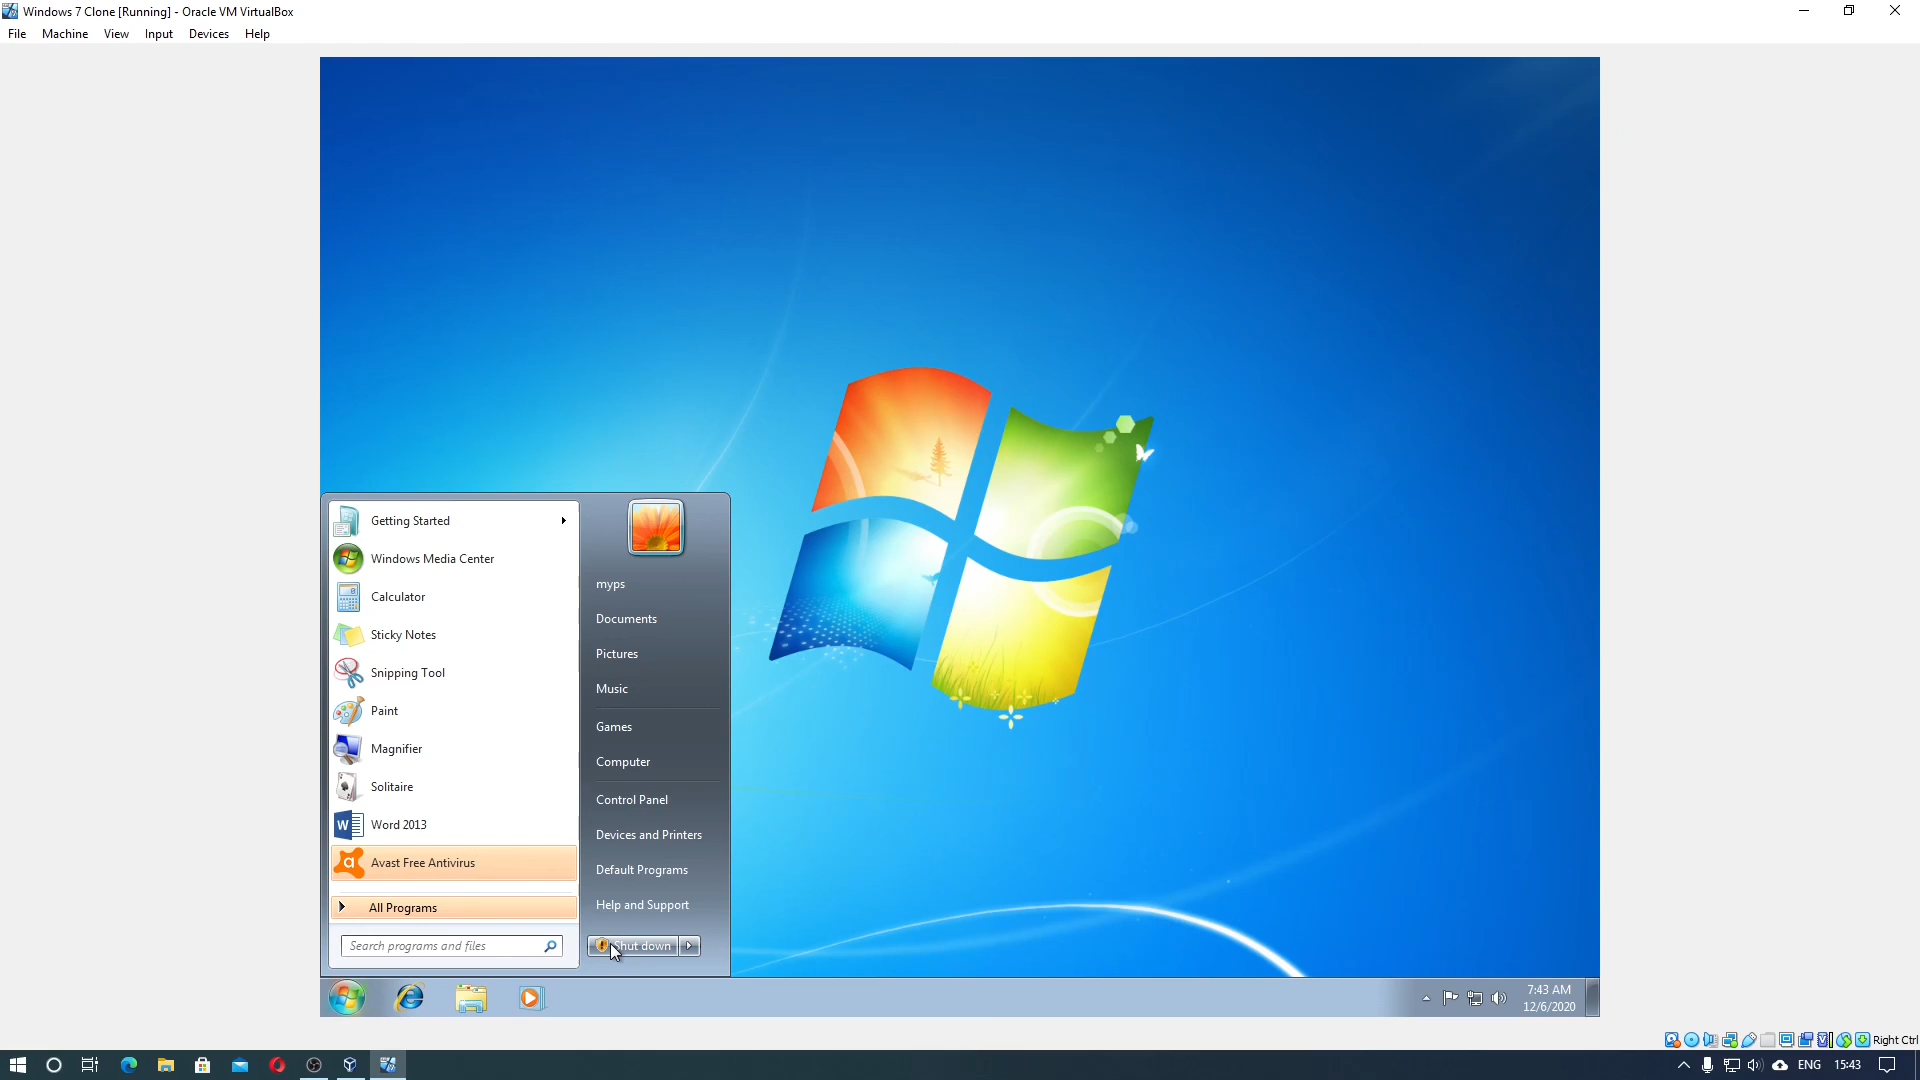 Windows 7 Clone [Running] - Oracle VM VirtualBox
File Machine View Input Devices Help
Getting Started
Windows Media Center
Calculator
Sticky Notes
Snipping Tool
Paint
Magnifier
Solitaire
Word 2013
Avast Free Antivirus
All Programs
Search programs and files
myps
Documents
Pictures
Music
Games
Computer
Control Panel
Devices and Printers
Default Programs
Help and Support
Shut down
7:43 AM
12/6/2020
Right Ctrl
ENG 15:43